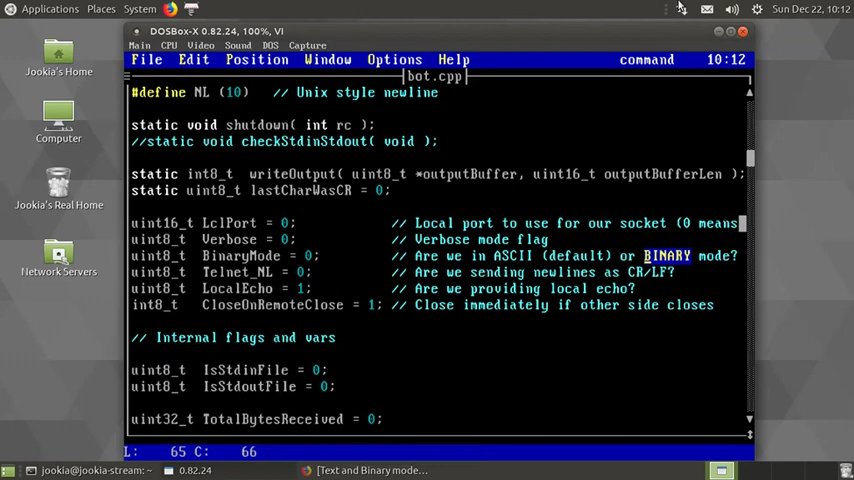 Applications Places System Sun Dec 22, 10:12
Jookia's Home
Computer
Jookia's Real Home
Network Servers
DOSBox-X 0.82.24, 100%, VI
Main CPU Video Sound DOS Capture
File Edit Position Window Options Help command 10:12
bot.cpp
#define NL (10) // Unix style newline
static void shutdown( int rc );
//static void checkStdinStdout( void );
static int8_t writeOutput( uint8_t *outputBuffer, uint16_t outputBufferLen );
static uint8_t lastCharWasCR = 0;
uint16_t LclPort = 0; // Local port to use for our socket (0 means
uint8_t Verbose = 0; // Verbose mode flag
uint8_t BinaryMode = 0; // Are we in ASCII (default) or BINARY mode?
uint8_t Telnet_NL = 0; // Are we sending newlines as CR/LF?
uint8_t LocalEcho = 1; // Are we providing local echo?
int8_t CloseOnRemoteClose = 1; // Close immediately if other side closes
// Internal flags and vars
uint8_t IsStdinFile = 0;
uint8_t IsStdoutFile = 0;
uint32_t TotalBytesReceived = 0;
L: 65 C: 66
jookia@jookia-stream: ~ 0.82.24 [Text and Binary mode...